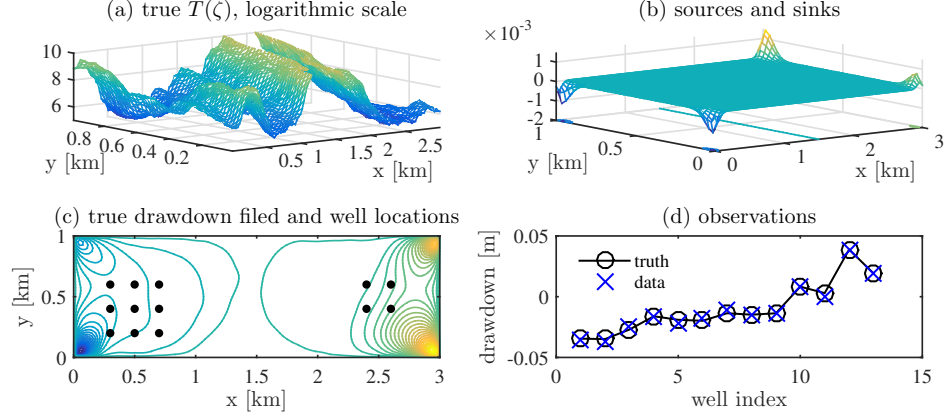 (a) true T(ζ), logarithmic scale
10
8
6
0.8
0.6
0.4
0.2
y [km]
0.5
1
1.5
2
2.5
x [km]
(b) sources and sinks
×10⁻³
1
0
-1
-2
1
0.5
0
y [km]
0
1
2
3
x [km]
(c) true drawdown filed and well locations
1
0.5
0
y [km]
0
0.5
1
1.5
2
2.5
3
x [km]
(d) observations
0.05
0
-0.05
drawdown [m]
truth
data
0
5
10
15
well index